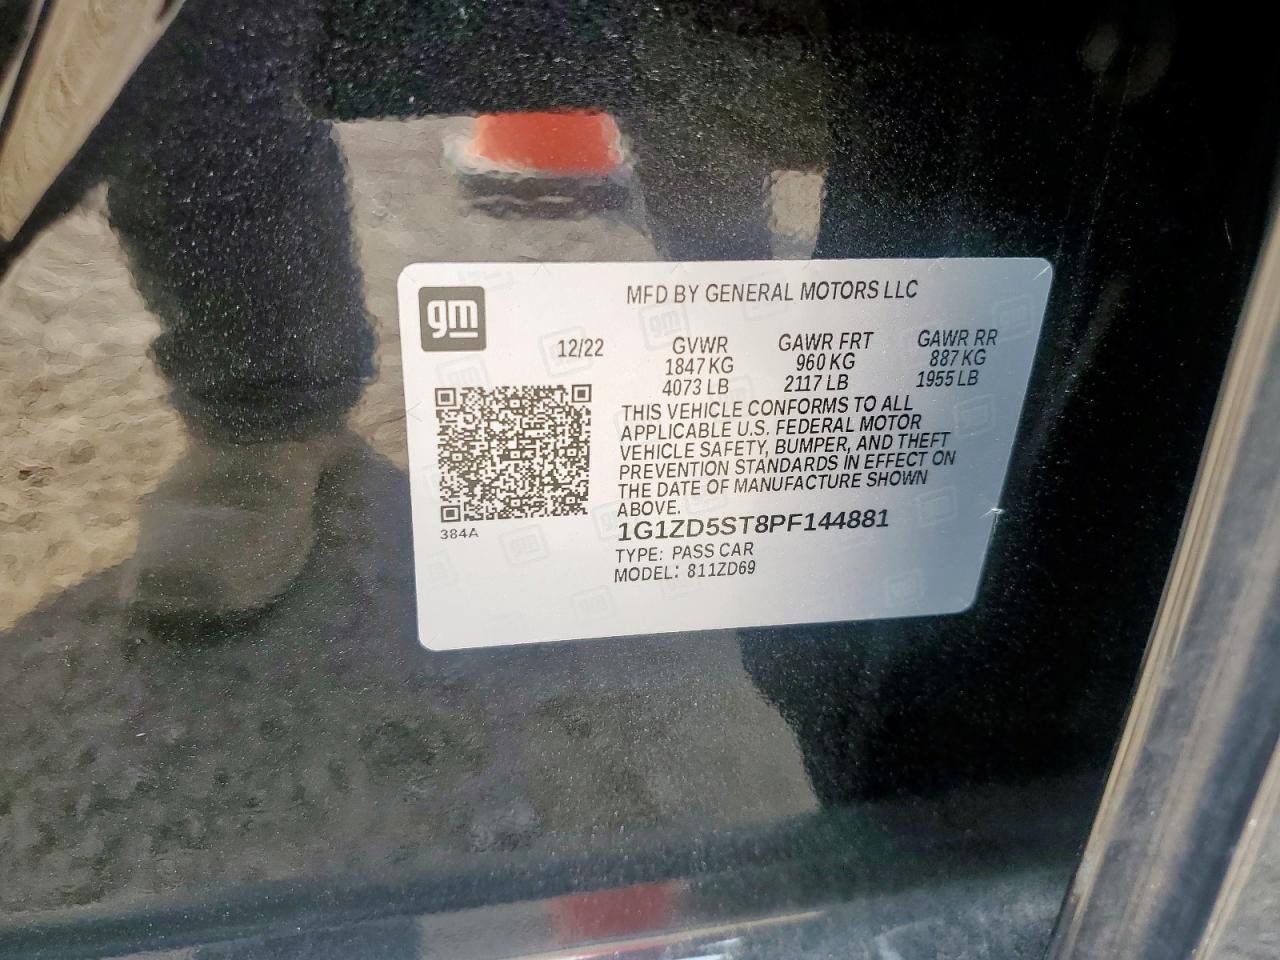 gm
MFD BY GENERAL MOTORS LLC
12/22 GVWR GAWR FRT GAWR RR
1847 KG 960 KG 887 KG
4073 LB 2117 LB 1955 LB
THIS VEHICLE CONFORMS TO ALL
APPLICABLE U.S. FEDERAL MOTOR
VEHICLE SAFETY, BUMPER, AND THEFT
PREVENTION STANDARDS IN EFFECT ON
THE DATE OF MANUFACTURE SHOWN
ABOVE.
384A
1G1ZD5ST8PF144881
TYPE: PASS CAR
MODEL: 811ZD69